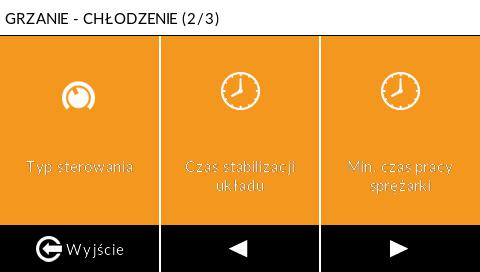 GRZANIE - CHŁODZENIE (2/3)
Typ sterowania
Czas stabilizacji
układu
Min. czas pracy
sprężarki
Wyjście